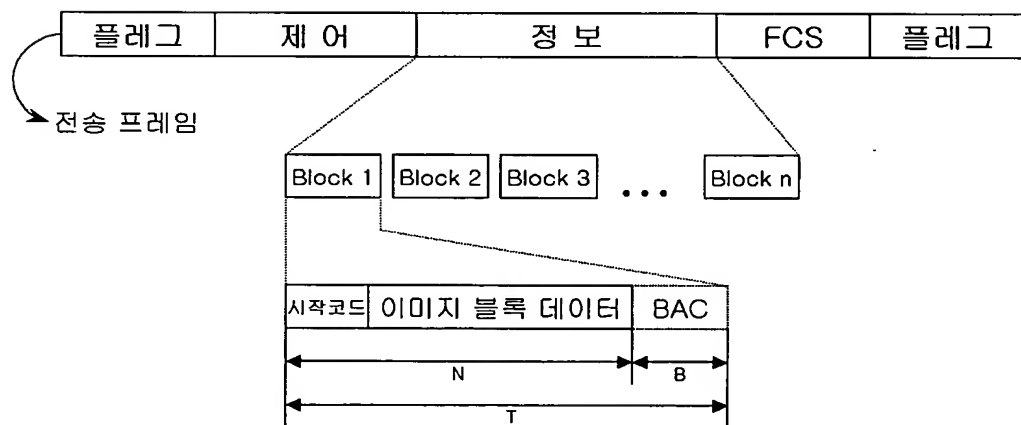 플레그 제 어 정 보 FCS 플레그
전송 프레임
Block 1 Block 2 Block 3 ... Block n
시작코드 이미지 블록 데이터 BAC
N B
T